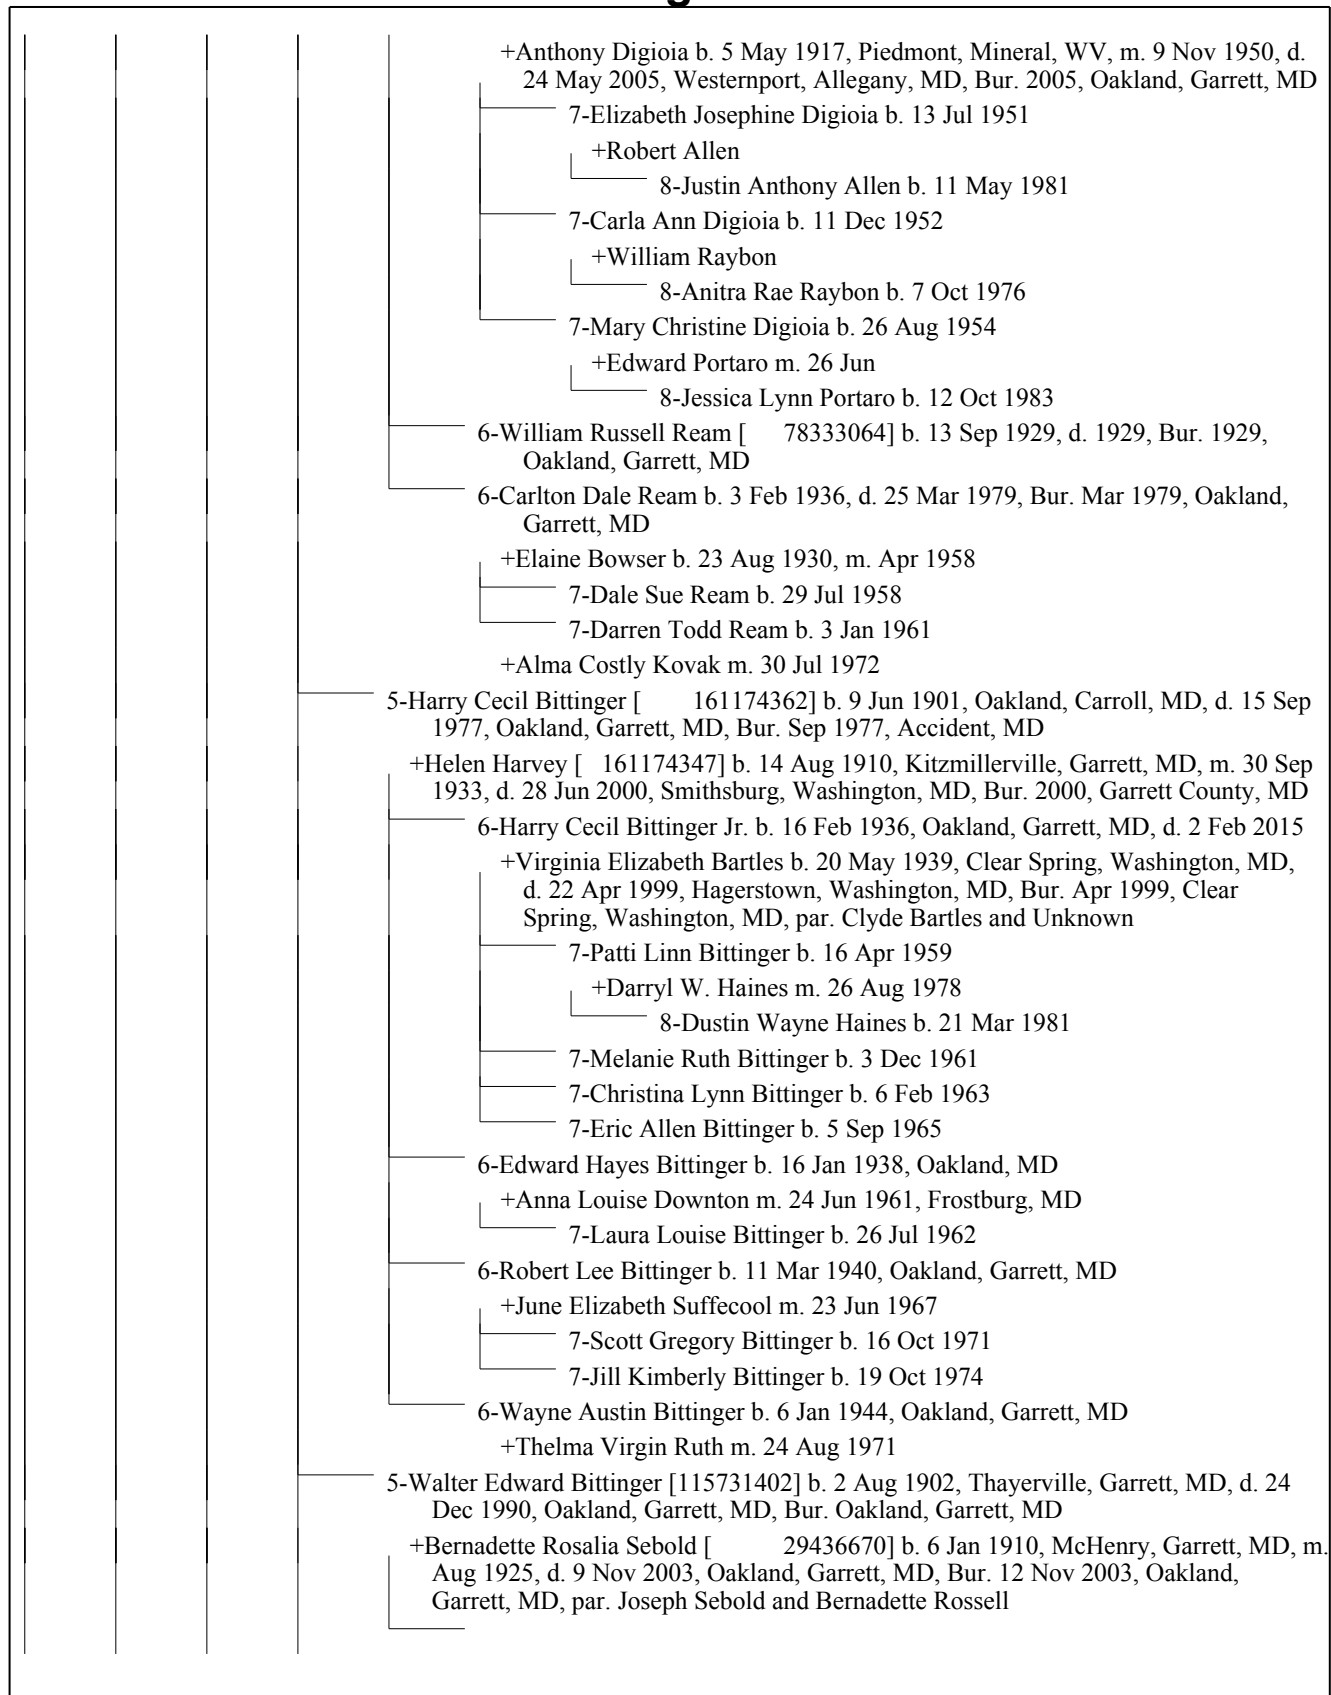 +Anthony Digioia b. 5 May 1917, Piedmont, Mineral, WV, m. 9 Nov 1950, d.
24 May 2005, Westernport, Allegany, MD, Bur. 2005, Oakland, Garrett, MD
7-Elizabeth Josephine Digioia b. 13 Jul 1951
+Robert Allen
8-Justin Anthony Allen b. 11 May 1981
7-Carla Ann Digioia b. 11 Dec 1952
+William Raybon
8-Anitra Rae Raybon b. 7 Oct 1976
7-Mary Christine Digioia b. 26 Aug 1954
+Edward Portaro m. 26 Jun
8-Jessica Lynn Portaro b. 12 Oct 1983
6-William Russell Ream [ 78333064] b. 13 Sep 1929, d. 1929, Bur. 1929,
Oakland, Garrett, MD
6-Carlton Dale Ream b. 3 Feb 1936, d. 25 Mar 1979, Bur. Mar 1979, Oakland,
Garrett, MD
+Elaine Bowser b. 23 Aug 1930, m. Apr 1958
7-Dale Sue Ream b. 29 Jul 1958
7-Darren Todd Ream b. 3 Jan 1961
+Alma Costly Kovak m. 30 Jul 1972
5-Harry Cecil Bittinger [ 161174362] b. 9 Jun 1901, Oakland, Carroll, MD, d. 15 Sep
1977, Oakland, Garrett, MD, Bur. Sep 1977, Accident, MD
+Helen Harvey [ 161174347] b. 14 Aug 1910, Kitzmillerville, Garrett, MD, m. 30 Sep
1933, d. 28 Jun 2000, Smithsburg, Washington, MD, Bur. 2000, Garrett County, MD
6-Harry Cecil Bittinger Jr. b. 16 Feb 1936, Oakland, Garrett, MD, d. 2 Feb 2015
+Virginia Elizabeth Bartles b. 20 May 1939, Clear Spring, Washington, MD,
d. 22 Apr 1999, Hagerstown, Washington, MD, Bur. Apr 1999, Clear
Spring, Washington, MD, par. Clyde Bartles and Unknown
7-Patti Linn Bittinger b. 16 Apr 1959
+Darryl W. Haines m. 26 Aug 1978
8-Dustin Wayne Haines b. 21 Mar 1981
7-Melanie Ruth Bittinger b. 3 Dec 1961
7-Christina Lynn Bittinger b. 6 Feb 1963
7-Eric Allen Bittinger b. 5 Sep 1965
6-Edward Hayes Bittinger b. 16 Jan 1938, Oakland, MD
+Anna Louise Downton m. 24 Jun 1961, Frostburg, MD
7-Laura Louise Bittinger b. 26 Jul 1962
6-Robert Lee Bittinger b. 11 Mar 1940, Oakland, Garrett, MD
+June Elizabeth Suffecool m. 23 Jun 1967
7-Scott Gregory Bittinger b. 16 Oct 1971
7-Jill Kimberly Bittinger b. 19 Oct 1974
6-Wayne Austin Bittinger b. 6 Jan 1944, Oakland, Garrett, MD
+Thelma Virgin Ruth m. 24 Aug 1971
5-Walter Edward Bittinger [115731402] b. 2 Aug 1902, Thayerville, Garrett, MD, d. 24
Dec 1990, Oakland, Garrett, MD, Bur. Oakland, Garrett, MD
+Bernadette Rosalia Sebold [ 29436670] b. 6 Jan 1910, McHenry, Garrett, MD, m.
Aug 1925, d. 9 Nov 2003, Oakland, Garrett, MD, Bur. 12 Nov 2003, Oakland,
Garrett, MD, par. Joseph Sebold and Bernadette Rossell